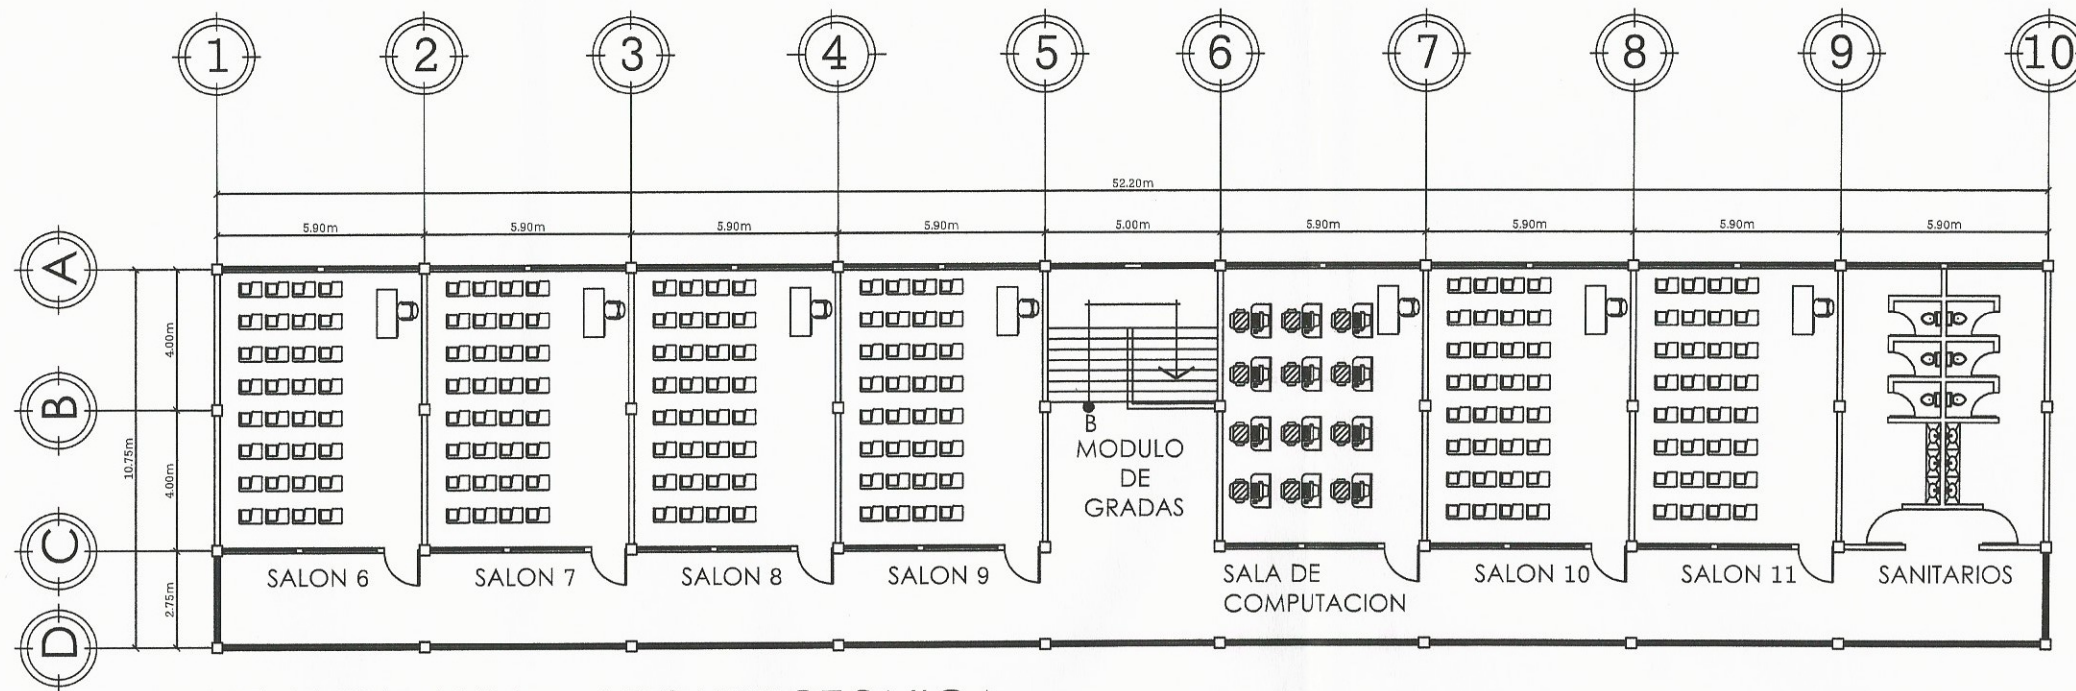 1 2 3 4 5 6 7 8 9 10
52.20m
5.90m 5.90m 5.90m 5.90m 5.00m 5.90m 5.90m 5.90m 5.90m
A
4.00m
B
B
MODULO
DE
GRADAS
10.75m
4.00m
C
SALON 6 SALON 7 SALON 8 SALON 9
SALA DE
COMPUTACION
SALON 10 SALON 11 SANITARIOS
2.75m
D